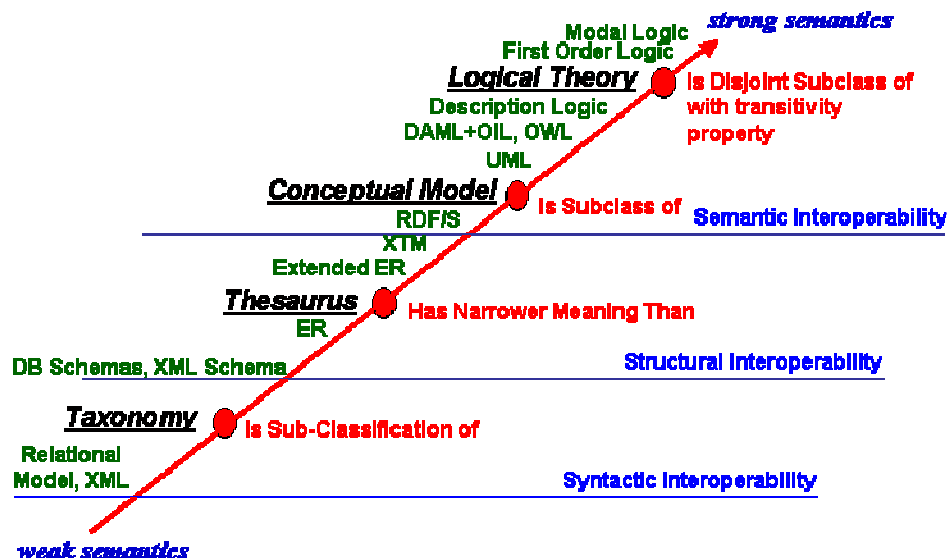 strong semantics
Modal Logic
First Order Logic
Logical Theory
Is Disjoint Subclass of
with transitivity
property
Description Logic
DAML+OIL, OWL
UML
Conceptual Model
Is Subclass of
RDF/S
Semantic Interoperability
XTM
Extended ER
Thesaurus
Has Narrower Meaning Than
ER
DB Schemas, XML Schema
Structural Interoperability
Taxonomy
Is Sub-Classification of
Relational
Model, XML
Syntactic Interoperability
weak semantics